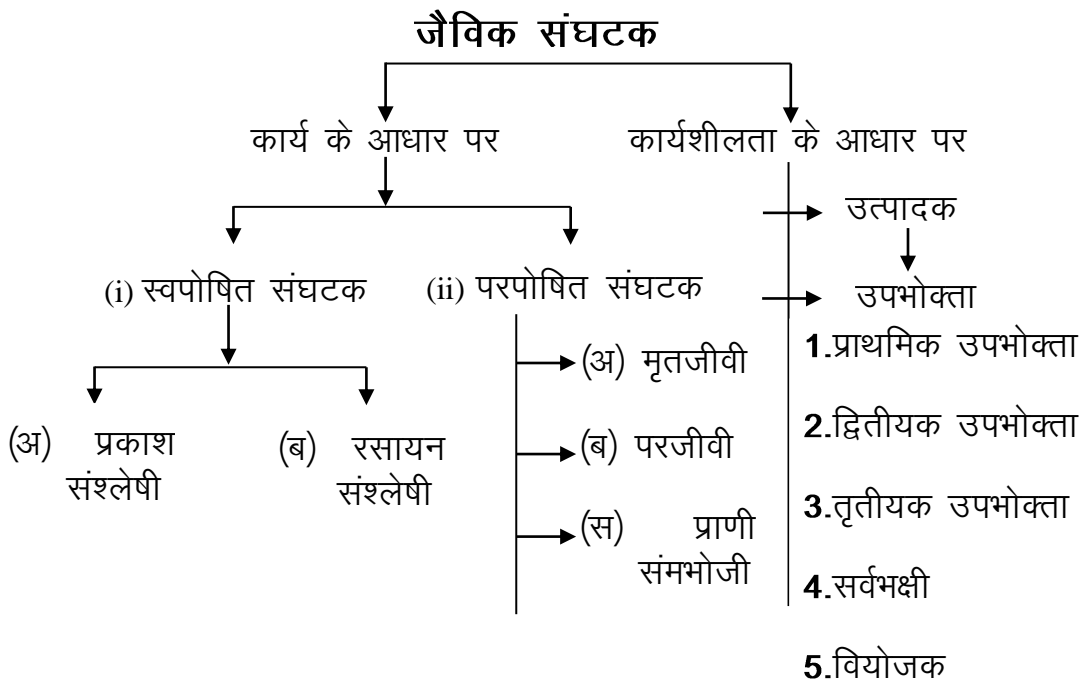 जैविक संघटक
कार्य के आधार पर
कार्यशीलता के आधार पर
(i) स्वपोषित संघटक
(ii) परपोषित संघटक
(अ) प्रकाश
संश्लेषी
(ब) रसायन
संश्लेषी
(अ) मृतजीवी
(ब) परजीवी
(स) प्राणी
संमभोजी
उत्पादक
उपभोक्ता
1.प्राथमिक उपभोक्ता
2.द्वितीयक उपभोक्ता
3.तृतीयक उपभोक्ता
4.सर्वभक्षी
5.वियोजक